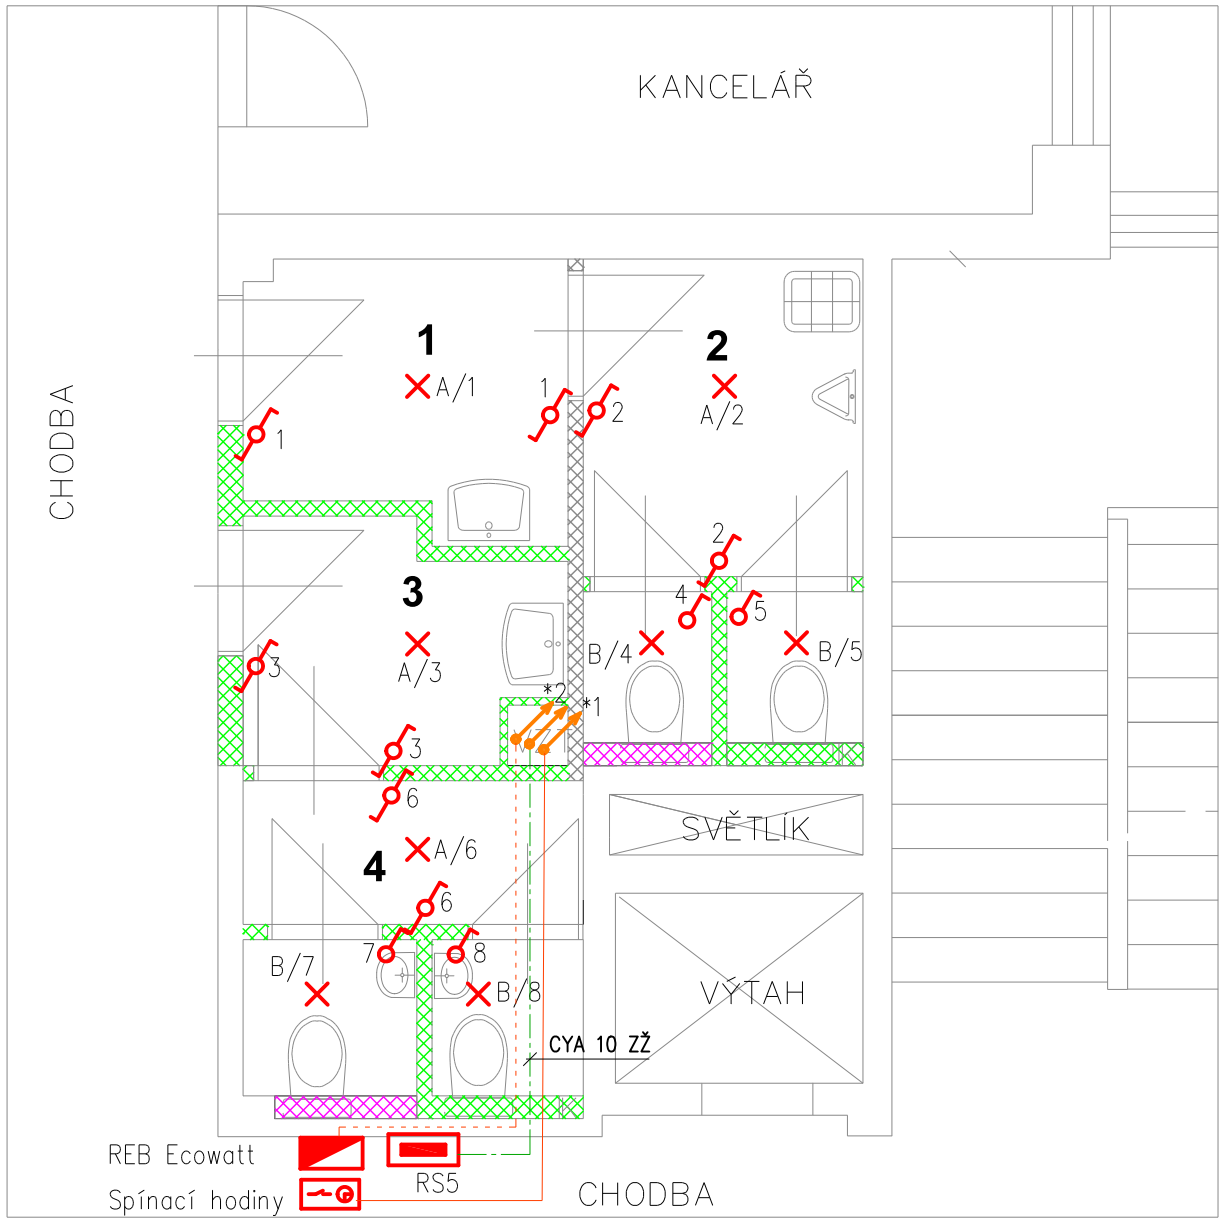 KANCELÁŘ
1
2
A/1
1
A/2
2
1
CHODBA
2
3
4
5
B/4
B/5
A/3
3
*2
*1
3
6
SVĚTLÍK
A/6
4
6
7
8
B/7
B/8
VÝTAH
CYA 10 ZŽ
REB Ecowatt
RS5
Spínací hodiny
CHODBA